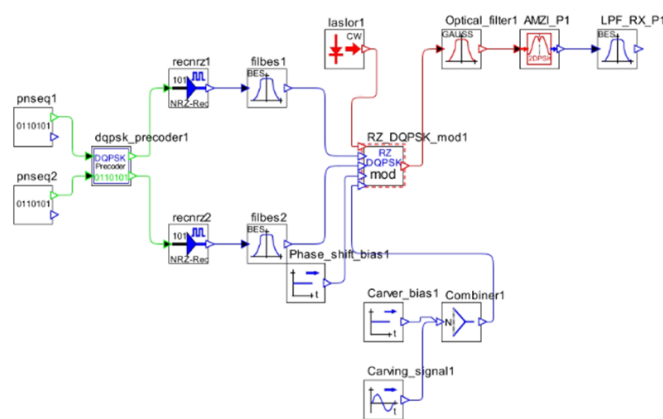 laslor1
Optical_filter1
AMZI_P1
LPF_RX_P1
CW
GAUSS
2DPSK
BES
recnrz1
filbes1
101
NRZ-Rec
BES
pnseq1
0110101
dqpsk_precoder1
DQPSK
Precoder
0110101
RZ_DQPSK_mod1
RZ
DQPSK
mod
pnseq2
0110101
recnrz2
filbes2
101
NRZ-Rec
BES
Phase_shift_bias1
t
Carver_bias1
Combiner1
t
N
Carving_signal1
t